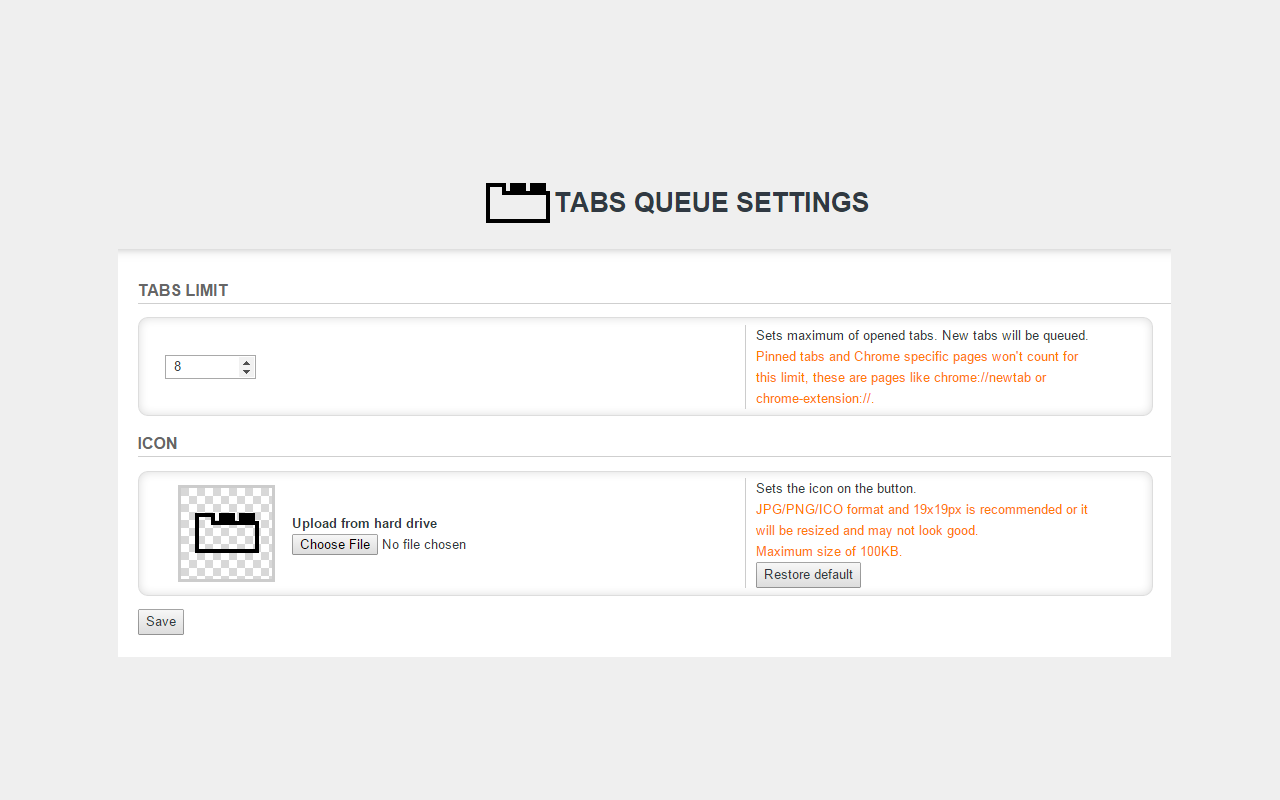 TABS QUEUE SETTINGS
TABS LIMIT
8
Sets maximum of opened tabs. New tabs will be queued.
Pinned tabs and Chrome specific pages won't count for
this limit, these are pages like chrome://newtab or
chrome-extension://.
ICON
Upload from hard drive
Choose File No file chosen
Sets the icon on the button.
JPG/PNG/ICO format and 19x19px is recommended or it
will be resized and may not look good.
Maximum size of 100KB.
Restore default
Save